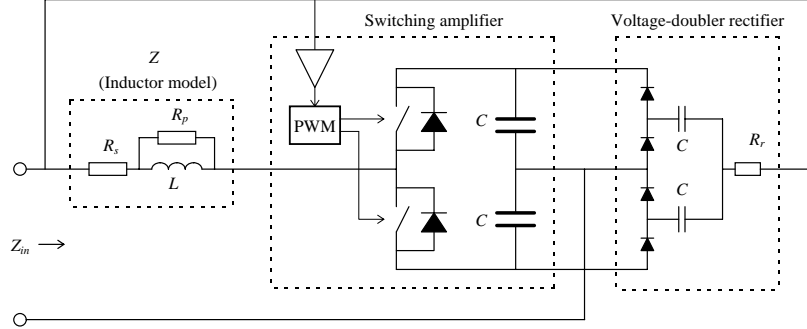 Switching amplifier
Voltage-doubler rectifier
Z
(Inductor model)
R_p
PWM
C
R_s
C
R_r
L
C
C
Z_in